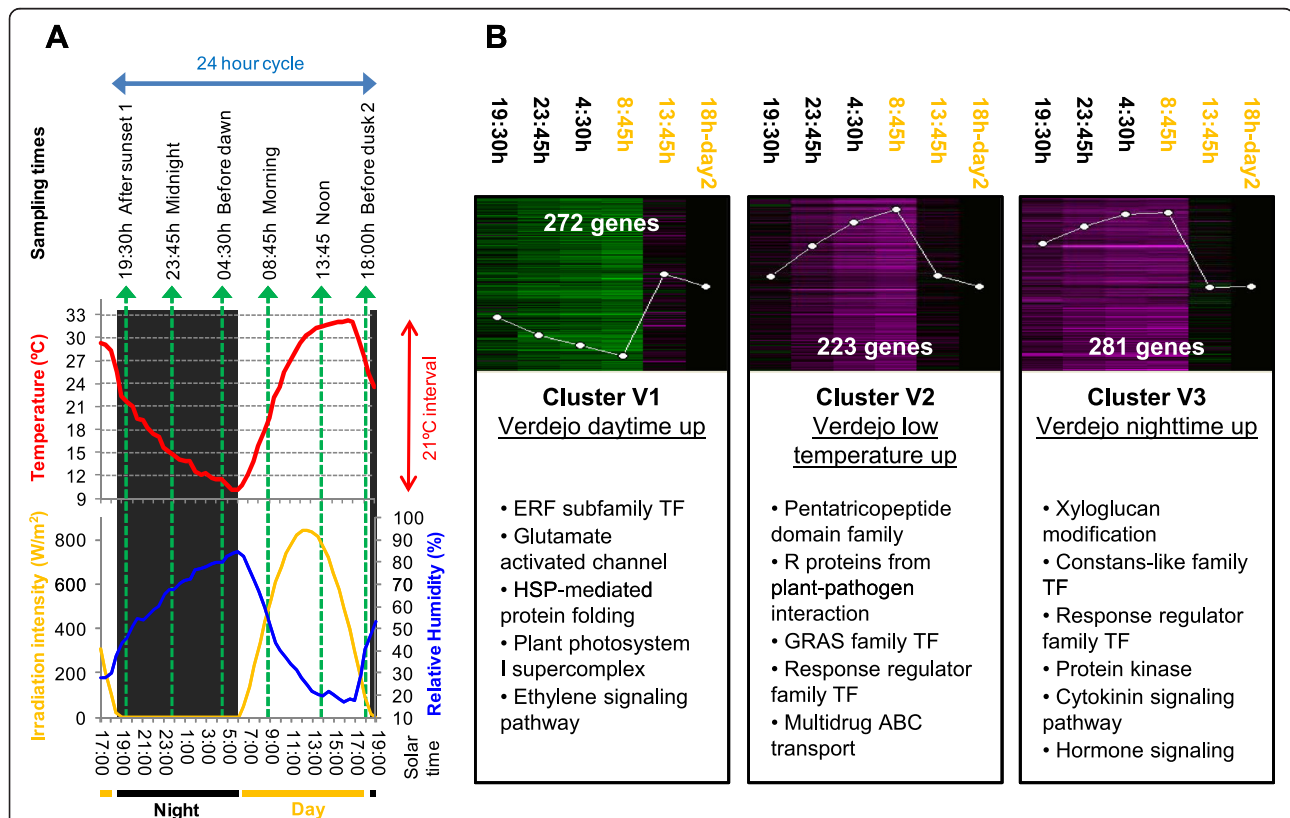 A
24 hour cycle
Sampling times
19:30h After sunset 1
23:45h Midnight
04:30h Before dawn
08:45h Morning
13:45 Noon
18:00h Before dusk 2
Temperature (ºC)
33
30
27
24
21
18
15
12
9
21ºC interval
Irradiation intensity (W/m²)
800
600
400
200
0
100
90
80
70
60
50
40
30
20
10
Relative Humidity (%)
17:00
19:00
21:00
23:00
1:00
3:00
5:00
7:00
9:00
11:00
13:00
15:00
17:00
19:00
Solar
time
Night
Day
B
19:30h
23:45h
4:30h
8:45h
13:45h
18h-day2
272 genes
Cluster V1
Verdejo daytime up
• ERF subfamily TF
• Glutamate
activated channel
• HSP-mediated
protein folding
• Plant photosystem
I supercomplex
• Ethylene signaling
pathway
19:30h
23:45h
4:30h
8:45h
13:45h
18h-day2
223 genes
Cluster V2
Verdejo low
temperature up
• Pentatricopeptide
domain family
• R proteins from
plant-pathogen
interaction
• GRAS family TF
• Response regulator
family TF
• Multidrug ABC
transport
19:30h
23:45h
4:30h
8:45h
13:45h
18h-day2
281 genes
Cluster V3
Verdejo nighttime up
• Xyloglucan
modification
• Constans-like family
TF
• Response regulator
family TF
• Protein kinase
• Cytokinin signaling
pathway
• Hormone signaling